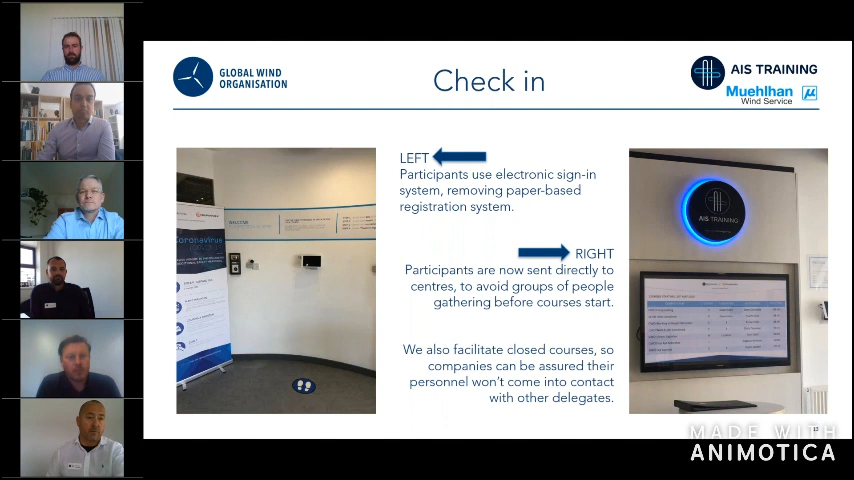 GLOBAL WIND
ORGANISATION
Check in
AIS TRAINING
Muehlhan
Wind Service
LEFT
Participants use electronic sign-in
system, removing paper-based
registration system.
RIGHT
Participants are now sent directly to
centres, to avoid groups of people
gathering before courses start.
We also facilitate closed courses, so
companies can be assured their
personnel won't come into contact
with other delegates.
Coronavirus
WELCOME
AIS TRAINING
13
MADE WITH
ANIMOTICA